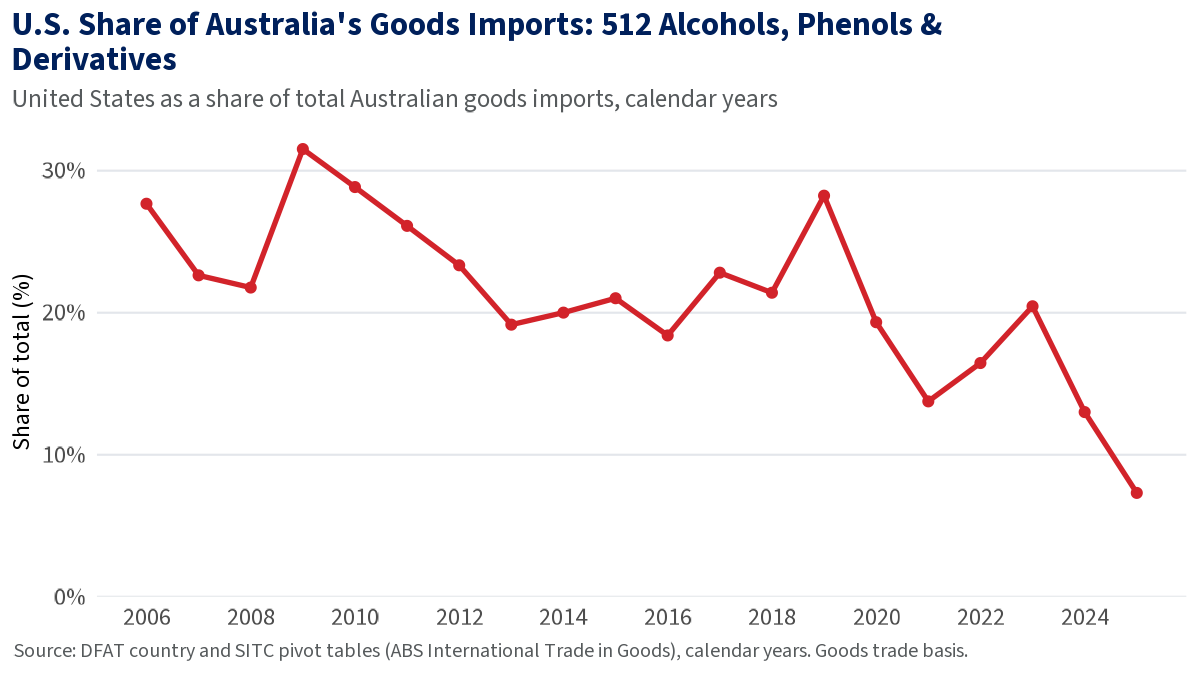 U.S. Share of Australia's Goods Imports: 512 Alcohols, Phenols &
Derivatives
United States as a share of total Australian goods imports, calendar years
Share of total (%)
30%
20%
10%
0%
2006 2008 2010 2012 2014 2016 2018 2020 2022 2024
Source: DFAT country and SITC pivot tables (ABS International Trade in Goods), calendar years. Goods trade basis.